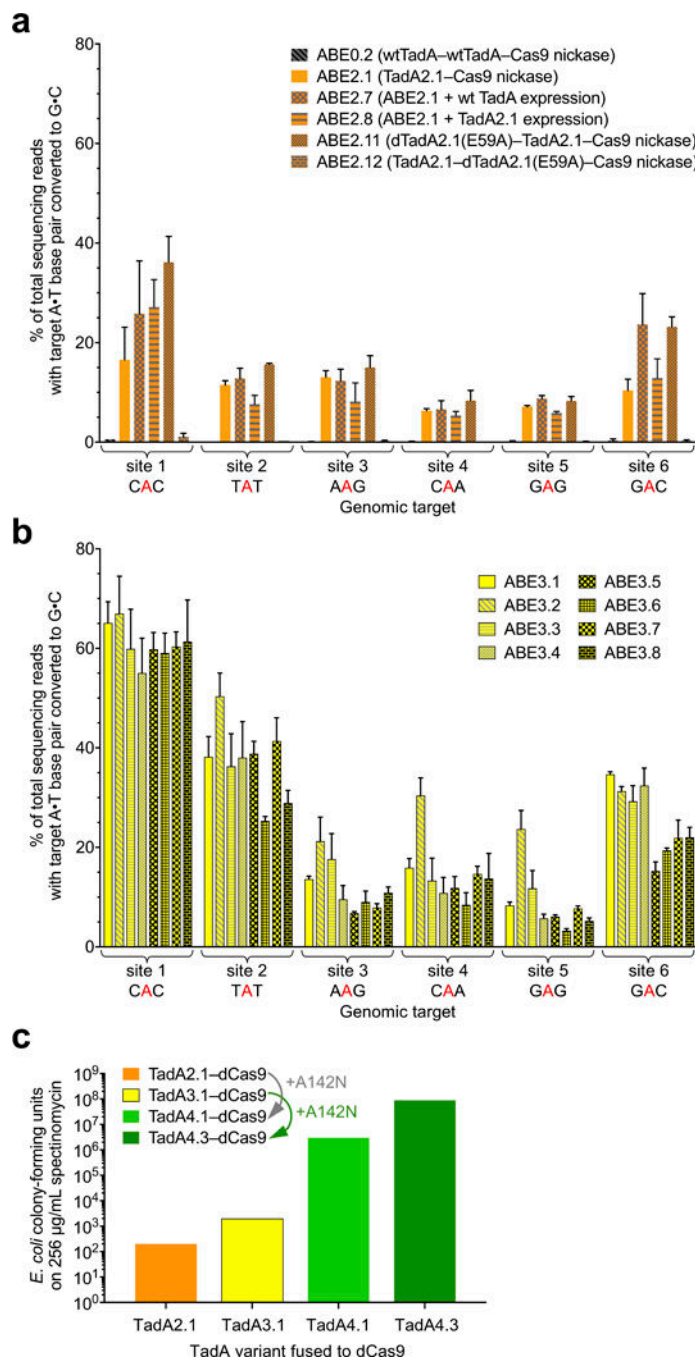 a
ABE0.2 (wtTadA–wtTadA–Cas9 nickase)
ABE2.1 (TadA2.1–Cas9 nickase)
ABE2.7 (ABE2.1 + wt TadA expression)
ABE2.8 (ABE2.1 + TadA2.1 expression)
ABE2.11 (dTadA2.1(E59A)–TadA2.1–Cas9 nickase)
ABE2.12 (TadA2.1–dTadA2.1(E59A)–Cas9 nickase)
% of total sequencing reads
with target A•T base pair converted to G•C
80
60
40
20
0
site 1 site 2 site 3 site 4 site 5 site 6
CAC TAT AAG CAA GAG GAC
Genomic target
b
ABE3.1 ABE3.5
ABE3.2 ABE3.6
ABE3.3 ABE3.7
ABE3.4 ABE3.8
% of total sequencing reads
with target A•T base pair converted to G•C
80
60
40
20
0
site 1 site 2 site 3 site 4 site 5 site 6
CAC TAT AAG CAA GAG GAC
Genomic target
c
TadA2.1–dCas9
+A142N
TadA3.1–dCas9
TadA4.1–dCas9 +A142N
TadA4.3–dCas9
E. coli colony-forming units
on 256 µg/mL spectinomycin
10⁹
10⁸
10⁷
10⁶
10⁵
10⁴
10³
10²
10¹
10⁰
TadA2.1 TadA3.1 TadA4.1 TadA4.3
TadA variant fused to dCas9